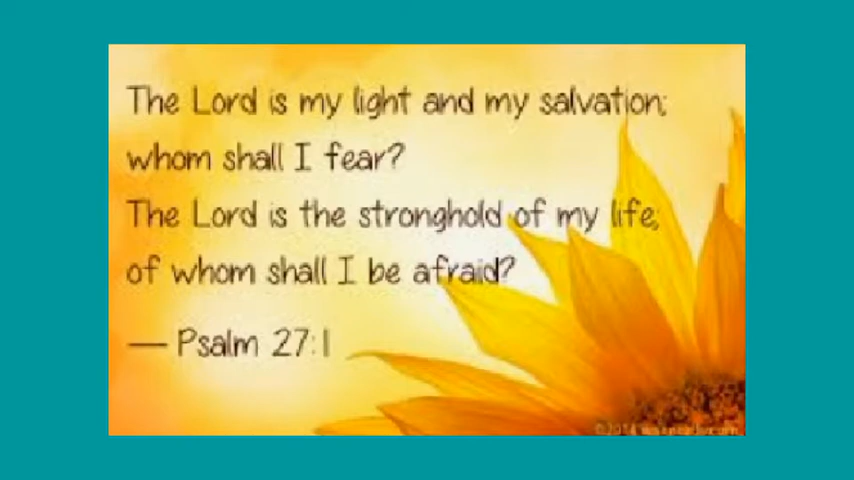 The Lord is my light and my salvation;
whom shall I fear?
The Lord is the stronghold of my life;
of whom shall I be afraid?
— Psalm 27:1
©2014